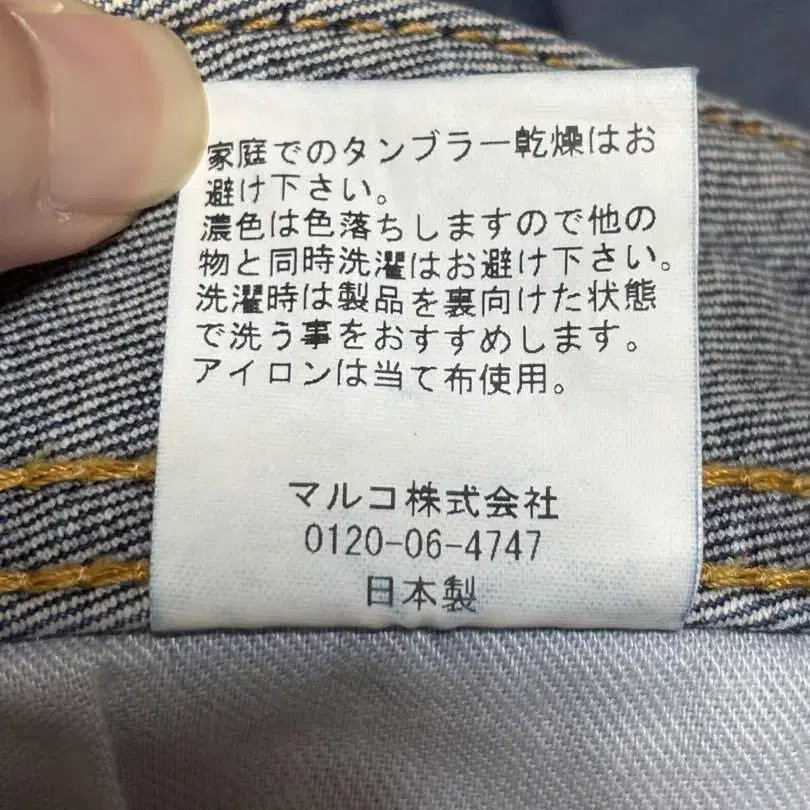 家庭でのタンブラー乾燥はお
避け下さい。
濃色は色落ちしますので他の
物と同時洗濯はお避け下さい。
洗濯時は製品を裏向けた状態
で洗う事をおすすめします。
アイロンは当て布使用。
マルコ株式会社
0120-06-4747
日本製